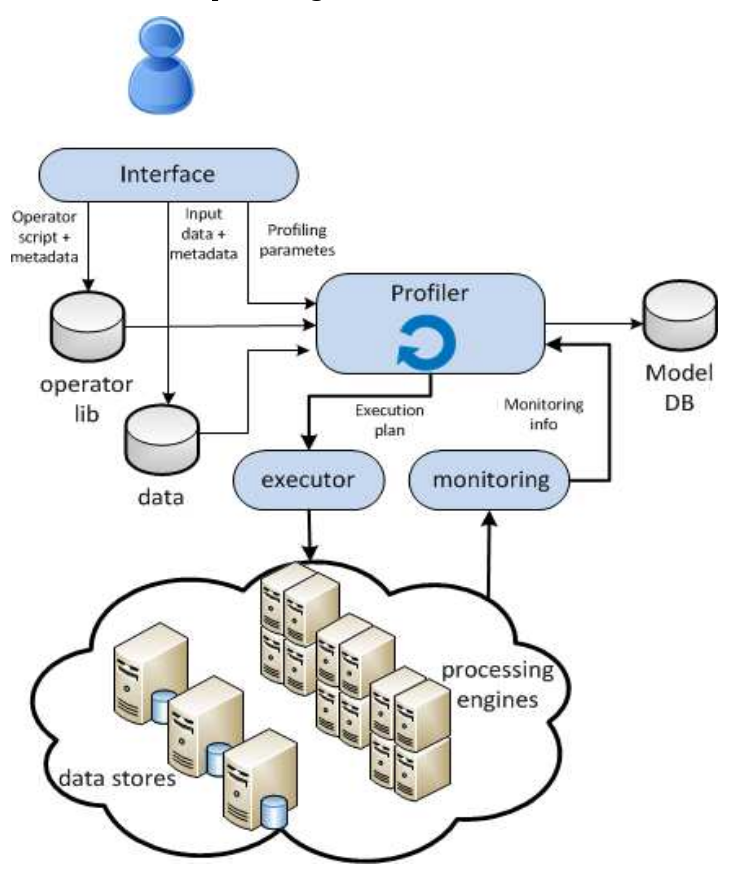 Interface
Operator
script +
metadata
Input
data +
metadata
Profiling
parametes
Profiler
operator
lib
Model
DB
data
Execution
plan
Monitoring
info
executor
monitoring
processing
engines
data stores